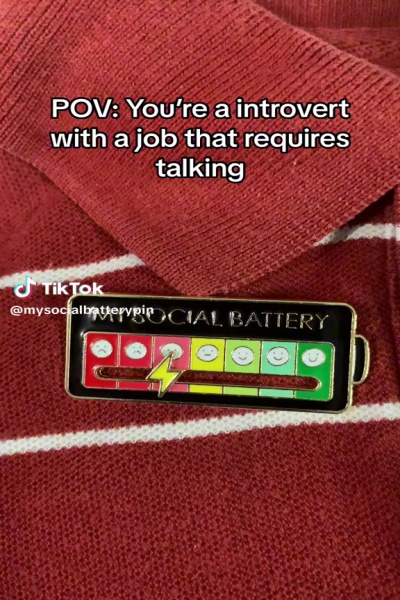 POV: You're a introvert
with a job that requires
talking
TikTok
@mysocialbatterypin
MY SOCIAL BATTERY